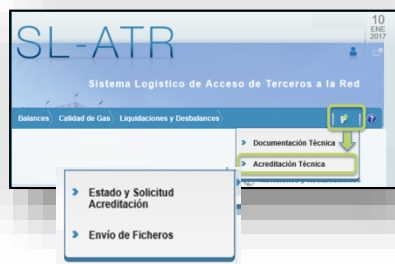 10
ENE
2017
SL-ATR
Sistema Logístico de Acceso de Terceros a la Red
Balances Calidad de Gas Liquidaciones y Desbalances
Documentación Técnica
Acreditación Técnica
Estado y Solicitud
Acreditación
Envío de Ficheros